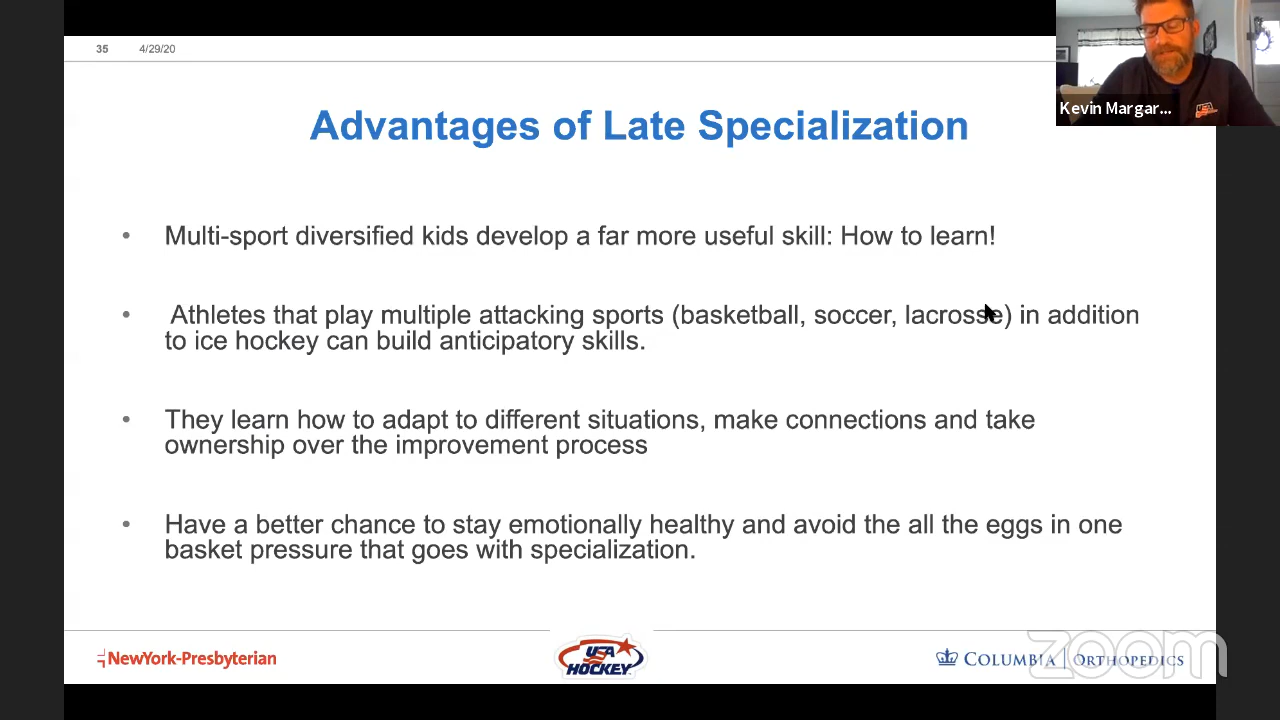 35 4/29/20
Kevin Margar...
Advantages of Late Specialization
• Multi-sport diversified kids develop a far more useful skill: How to learn!
• Athletes that play multiple attacking sports (basketball, soccer, lacrosse) in addition
to ice hockey can build anticipatory skills.
• They learn how to adapt to different situations, make connections and take
ownership over the improvement process
• Have a better chance to stay emotionally healthy and avoid the all the eggs in one
basket pressure that goes with specialization.
NewYork-Presbyterian
USA
HOCKEY
COLUMBIA | ORTHOPEDICS
zoom
USA